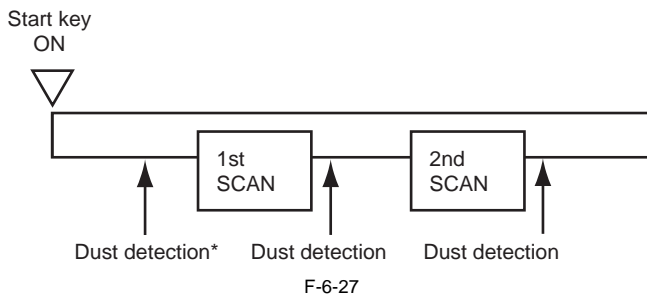 Start key
ON
1st
SCAN
2nd
SCAN
Dust detection*
Dust detection
Dust detection
F-6-27